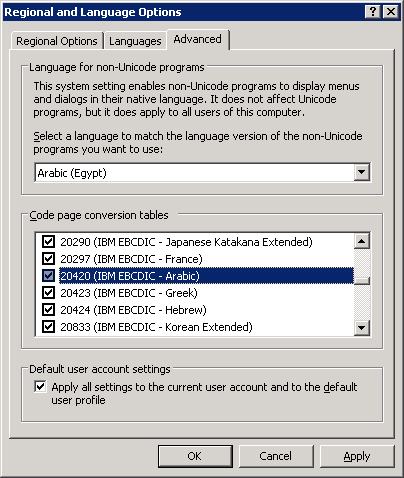 Regional and Language Options
Regional Options
Languages
Advanced
Language for non-Unicode programs
This system setting enables non-Unicode programs to display menus
and dialogs in their native language. It does not affect Unicode
programs, but it does apply to all users of this computer.
Select a language to match the language version of the non-Unicode
programs you want to use:
Arabic (Egypt)
Code page conversion tables
20290 (IBM EBCDIC - Japanese Katakana Extended)
20297 (IBM EBCDIC - France)
20420 (IBM EBCDIC - Arabic)
20423 (IBM EBCDIC - Greek)
20424 (IBM EBCDIC - Hebrew)
20833 (IBM EBCDIC - Korean Extended)
Default user account settings
Apply all settings to the current user account and to the default
user profile
OK
Cancel
Apply